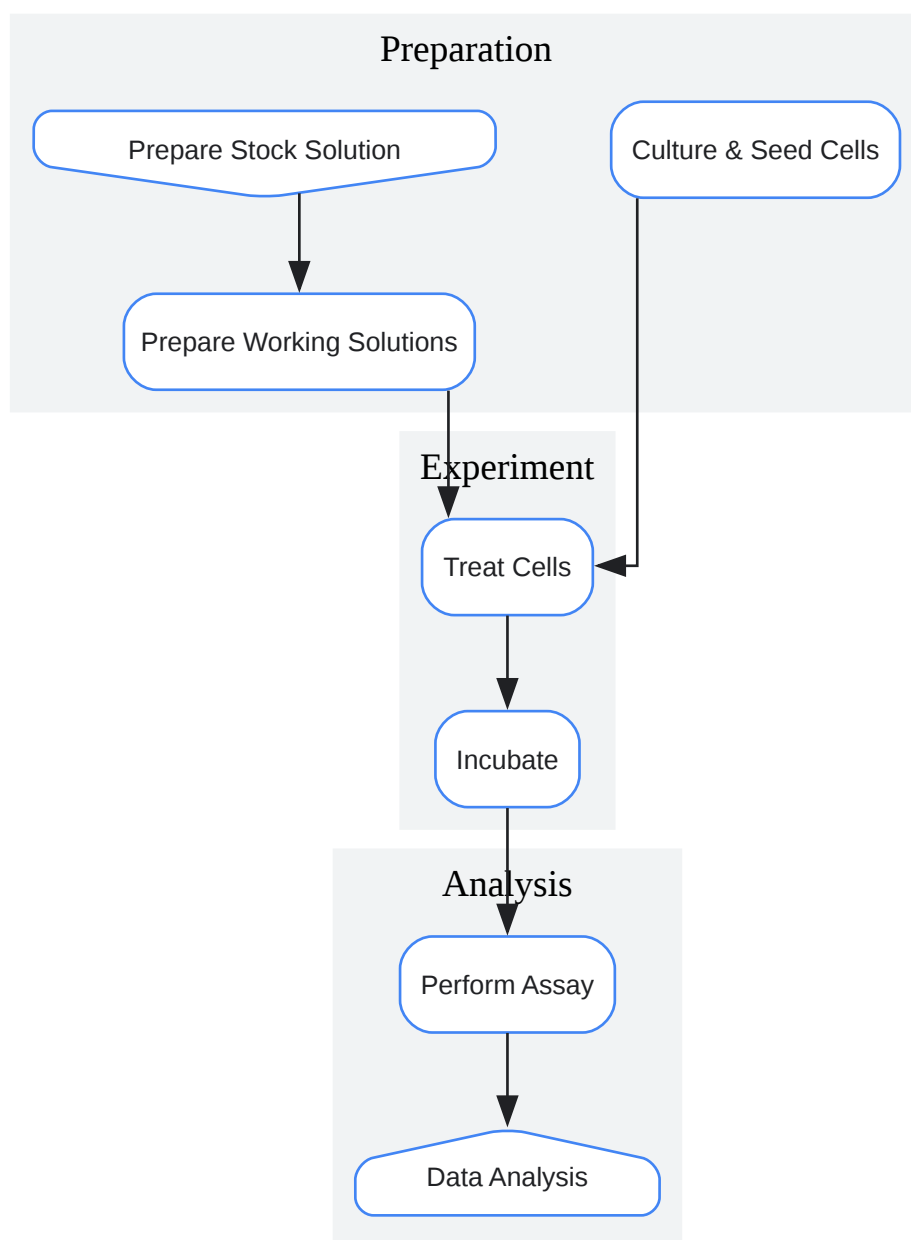 Preparation
Prepare Stock Solution
Culture & Seed Cells
Prepare Working Solutions
Experiment
Treat Cells
Incubate
Analysis
Perform Assay
Data Analysis